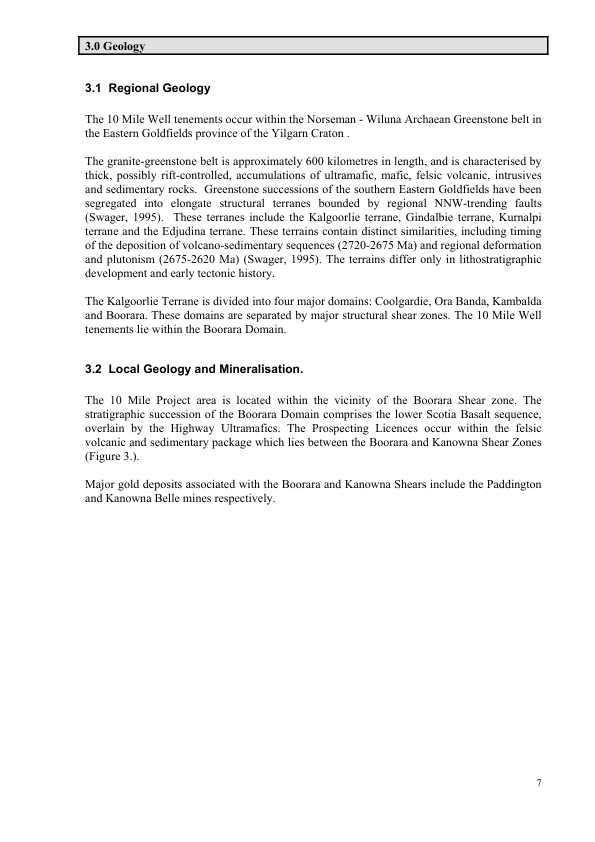 3.0 Geology
3.1 Regional Geology
The 10 Mile Well tenements occur within the Norseman - Wiluna Archaean Greenstone belt in
the Eastern Goldfields province of the Yilgarn Craton .
The granite-greenstone belt is approximately 600 kilometres in length, and is characterised by
thick, possibly rift-controlled, accumulations of ultramafic, mafic, felsic volcanic, intrusives
and sedimentary rocks. Greenstone successions of the southern Eastern Goldfields have been
segregated into elongate structural terranes bounded by regional NNW-trending faults
(Swager, 1995). These terranes include the Kalgoorlie terrane, Gindalbie terrane, Kurnalpi
terrane and the Edjudina terrane. These terrains contain distinct similarities, including timing
of the deposition of volcano-sedimentary sequences (2720-2675 Ma) and regional deformation
and plutonism (2675-2620 Ma) (Swager, 1995). The terrains differ only in lithostratigraphic
development and early tectonic history.
The Kalgoorlie Terrane is divided into four major domains: Coolgardie, Ora Banda, Kambalda
and Boorara. These domains are separated by major structural shear zones. The 10 Mile Well
tenements lie within the Boorara Domain.
3.2 Local Geology and Mineralisation.
The 10 Mile Project area is located within the vicinity of the Boorara Shear zone. The
stratigraphic succession of the Boorara Domain comprises the lower Scotia Basalt sequence,
overlain by the Highway Ultramafics. The Prospecting Licences occur within the felsic
volcanic and sedimentary package which lies between the Boorara and Kanowna Shear Zones
(Figure 3.).
Major gold deposits associated with the Boorara and Kanowna Shears include the Paddington
and Kanowna Belle mines respectively.
7